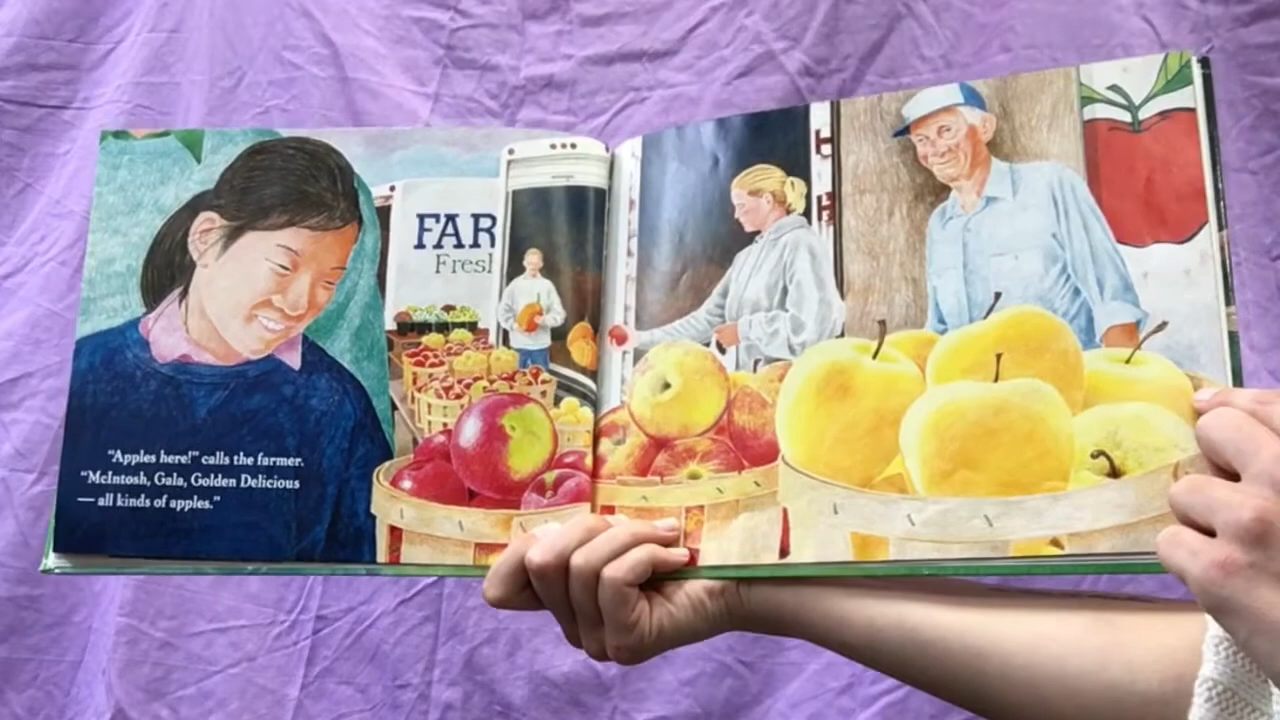 FAR
Fresh
"Apples here!" calls the farmer.
"McIntosh, Gala, Golden Delicious
— all kinds of apples."